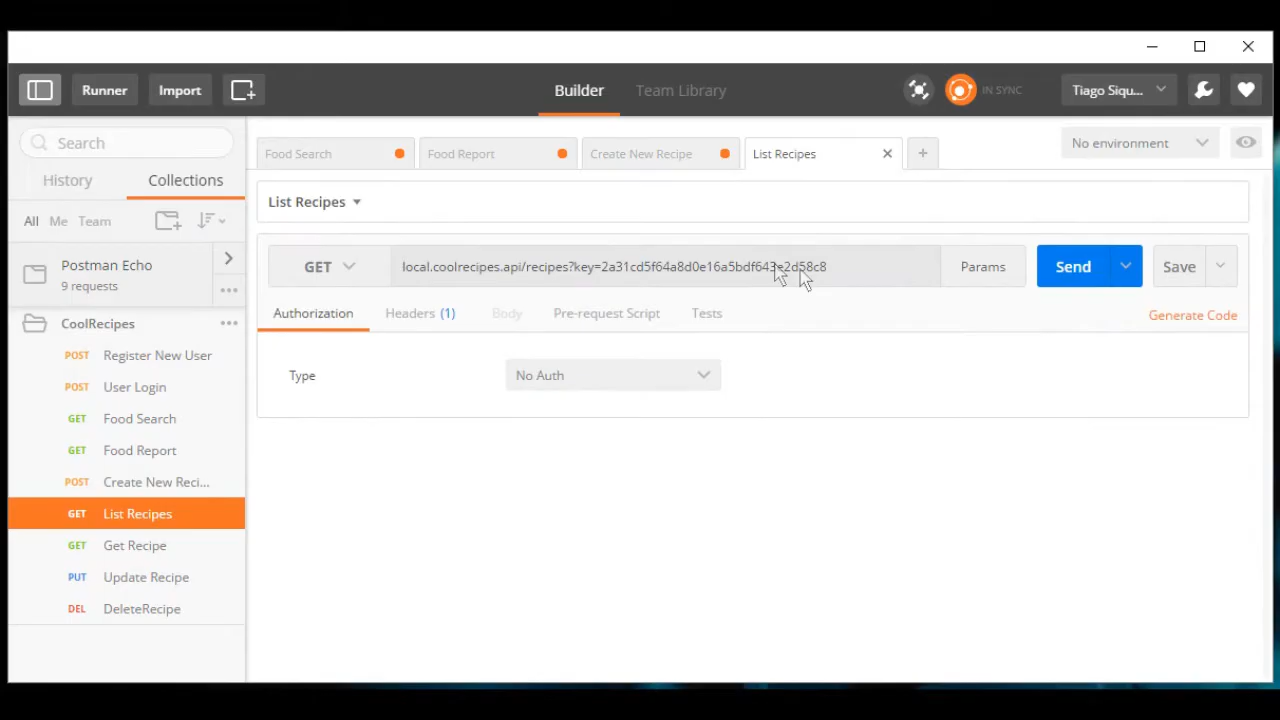 Runner
Import
Builder
Team Library
IN SYNC
Tiago Siqu...
Search
History
Collections
All
Me
Team
Postman Echo
9 requests
CoolRecipes
POST Register New User
POST User Login
GET Food Search
GET Food Report
POST Create New Reci...
GET List Recipes
GET Get Recipe
PUT Update Recipe
DEL DeleteRecipe
Food Search
Food Report
Create New Recipe
List Recipes
No environment
List Recipes
GET
local.coolrecipes.api/recipes?key=2a31cd5f64a8d0e16a5bdf643e2d58c8
Params
Send
Save
Authorization
Headers (1)
Body
Pre-request Script
Tests
Generate Code
Type
No Auth